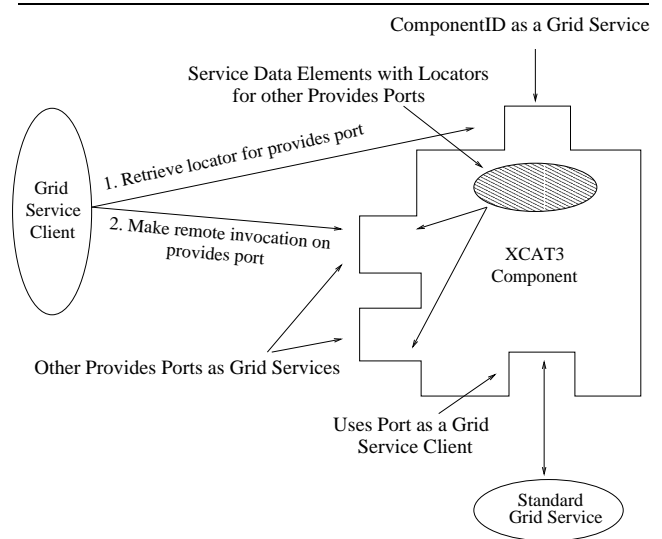 ComponentID as a Grid Service
Service Data Elements with Locators
for other Provides Ports
1. Retrieve locator for provides port
Grid
Service
Client
2. Make remote invocation on
provides port
XCAT3
Component
Other Provides Ports as Grid Services
Uses Port as a Grid
Service Client
Standard
Grid Service